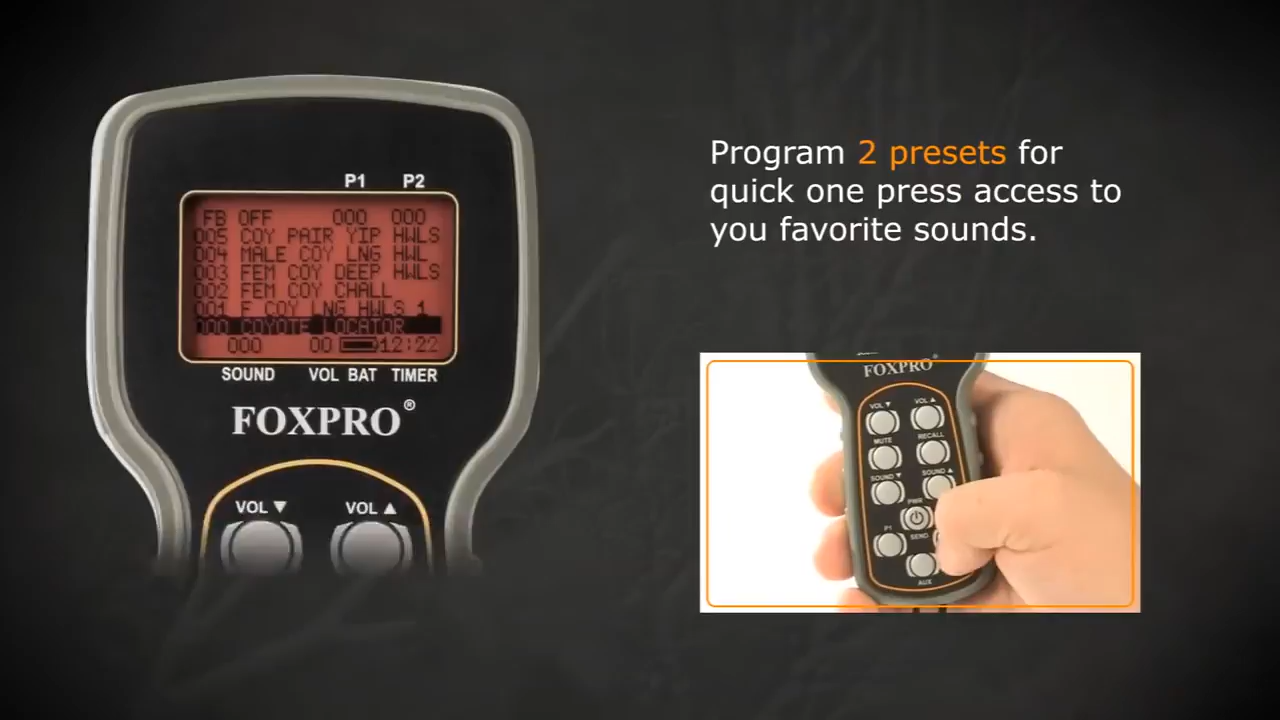 P1 P2
FB OFF 000 000
005 COY PAIR YIP HWLS
004 MALE COY LNG HWL
003 FEM COY DEEP HWLS
002 FEM COY CHALL
001 F COY LNG HWLS 1
000 COYOTE LOCATOR
000 00 12:22
SOUND VOL BAT TIMER
FOXPRO®
VOL ▼ VOL ▲
Program 2 presets for
quick one press access to
you favorite sounds.
FOXPRO®
VOL ▼ VOL ▲
MUTE RECALL
SOUND ▼ SOUND ▲
PWR
P1 SEND
AUX